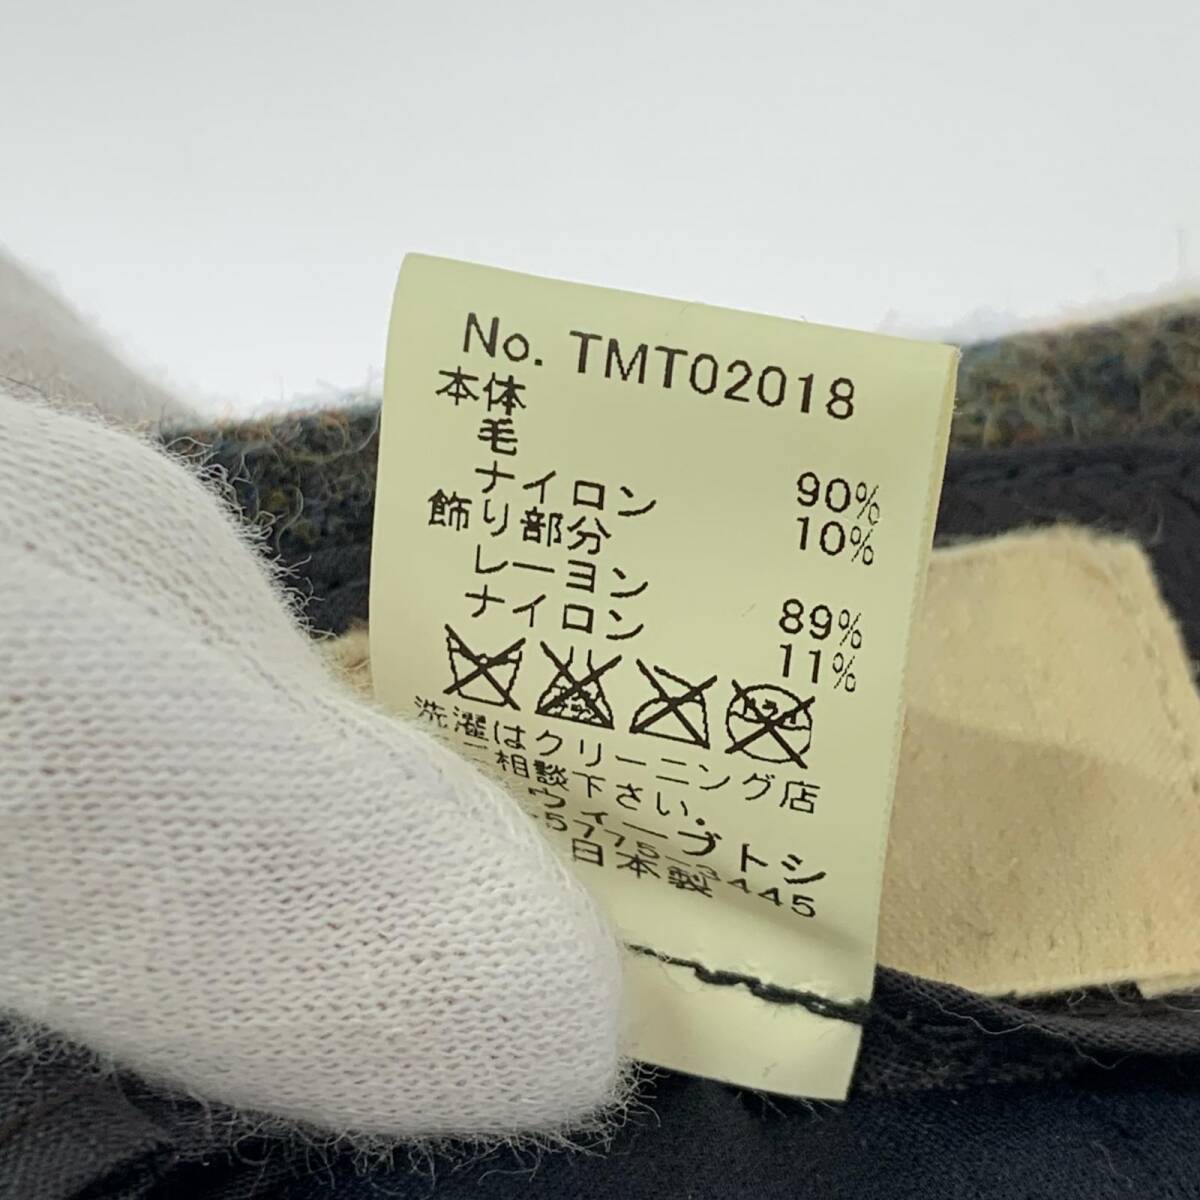 No. TMT02018
本体
毛 90%
ナイロン 10%
飾り部分
レーヨン 89%
ナイロン 11%
洗濯はクリーニング店
相談下さい.
ウィーブトシ
5775-3445
日本製